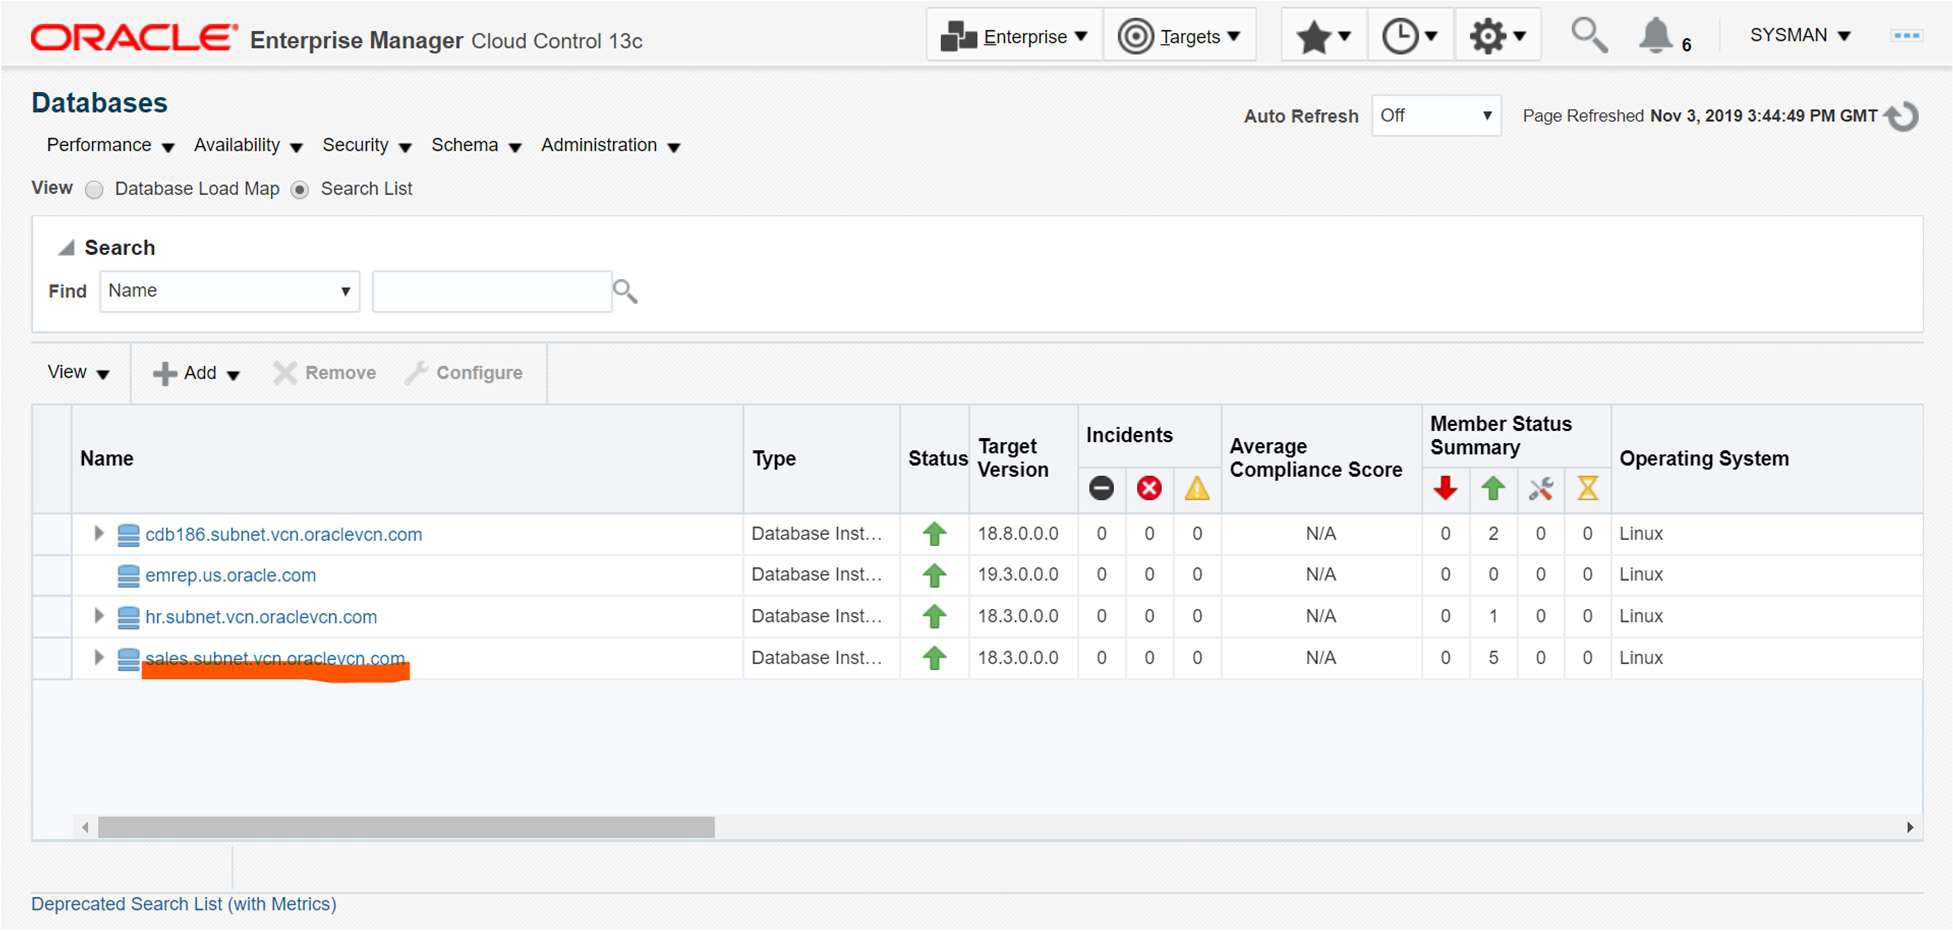 ORACLE Enterprise Manager Cloud Control 13c Enterprise Targets 6 SYSMAN
Databases
Auto Refresh Off Page Refreshed Nov 3, 2019 3:44:49 PM GMT
Performance Availability Security Schema Administration
View Database Load Map Search List
Search
Find Name
View Add Remove Configure
Name Type Status Target Version Incidents Average Compliance Score Member Status Summary Operating System
cdb186.subnet.vcn.oraclevcn.com Database Inst... 18.8.0.0.0 0 0 0 N/A 0 2 0 0 Linux
emrep.us.oracle.com Database Inst... 19.3.0.0.0 0 0 0 N/A 0 0 0 0 Linux
hr.subnet.vcn.oraclevcn.com Database Inst... 18.3.0.0.0 0 0 0 N/A 0 1 0 0 Linux
sales.subnet.vcn.oraclevcn.com Database Inst... 18.3.0.0.0 0 0 0 N/A 0 5 0 0 Linux
Deprecated Search List (with Metrics)